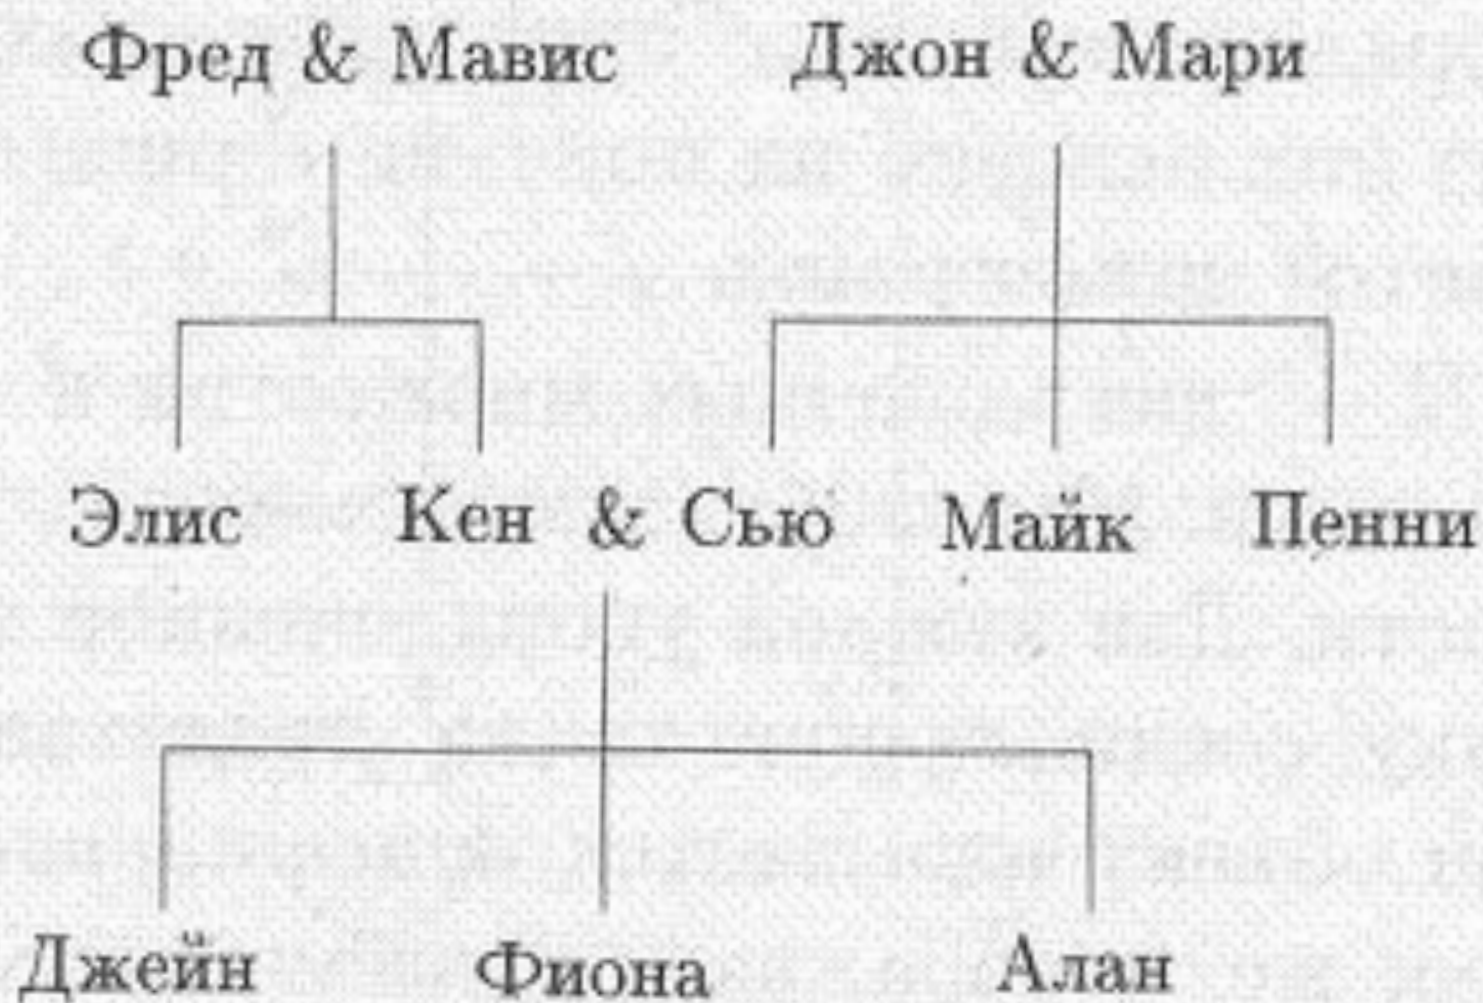 Фред & Мавис Джон & Мари
Элис Кен & Сью Майк Пенни
Джейн Фиона Алан